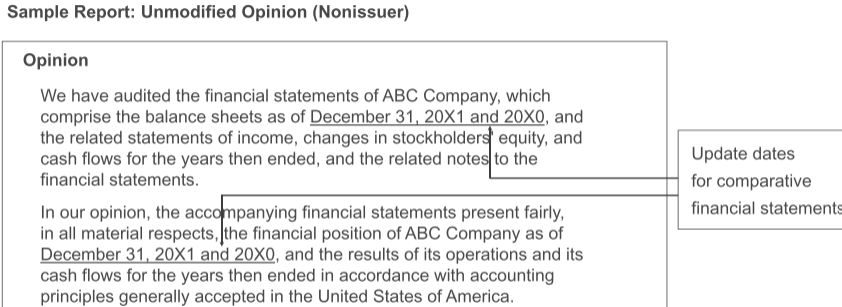 Sample Report: Unmodified Opinion (Nonissuer)
Opinion
We have audited the financial statements of ABC Company, which
comprise the balance sheets as of December 31, 20X1 and 20X0, and
the related statements of income, changes in stockholders' equity, and
cash flows for the years then ended, and the related notes to the
financial statements.
In our opinion, the accompanying financial statements present fairly,
in all material respects, the financial position of ABC Company as of
December 31, 20X1 and 20X0, and the results of its operations and its
cash flows for the years then ended in accordance with accounting
principles generally accepted in the United States of America.
Update dates
for comparative
financial statements